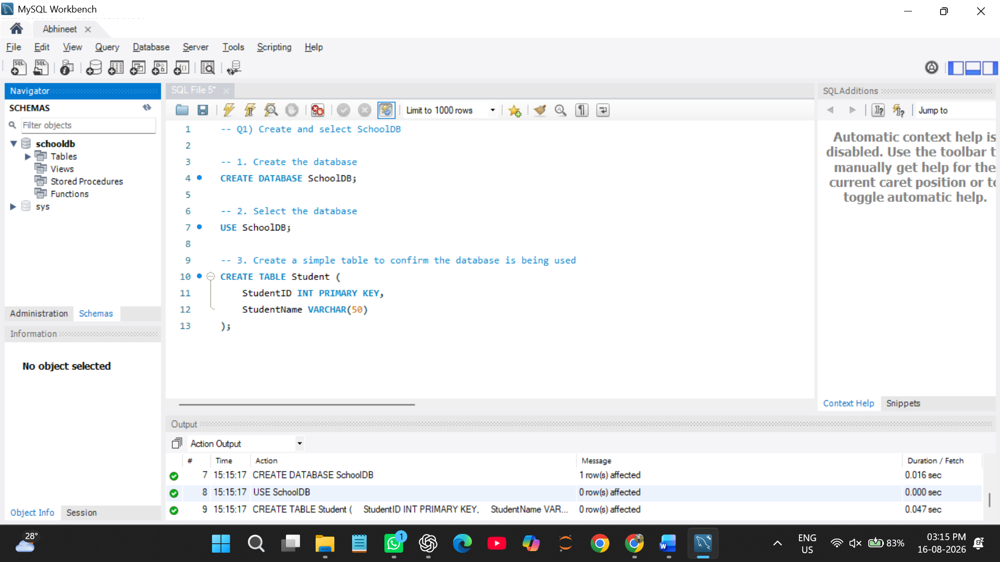 MySQL Workbench
Abhineet
File Edit View Query Database Server Tools Scripting Help
Navigator
SCHEMAS
Filter objects
schooldb
Tables
Views
Stored Procedures
Functions
sys
Administration Schemas
Information
No object selected
Object Info Session
SQL File 5*
Limit to 1000 rows
1 -- Q1) Create and select SchoolDB
2
3 -- 1. Create the database
4 CREATE DATABASE SchoolDB;
5
6 -- 2. Select the database
7 USE SchoolDB;
8
9 -- 3. Create a simple table to confirm the database is being used
10 CREATE TABLE Student (
11 StudentID INT PRIMARY KEY,
12 StudentName VARCHAR(50)
13 );
SQLAdditions
Jump to
Automatic context help is
disabled. Use the toolbar t
manually get help for the
current caret position or to
toggle automatic help.
Context Help Snippets
Output
Action Output
# Time Action Message Duration / Fetch
7 15:15:17 CREATE DATABASE SchoolDB 1 row(s) affected 0.016 sec
8 15:15:17 USE SchoolDB 0 row(s) affected 0.000 sec
9 15:15:17 CREATE TABLE Student ( StudentID INT PRIMARY KEY, StudentName VAR... 0 row(s) affected 0.047 sec
28°
1
ENG
US
83%
03:15 PM
16-08-2026